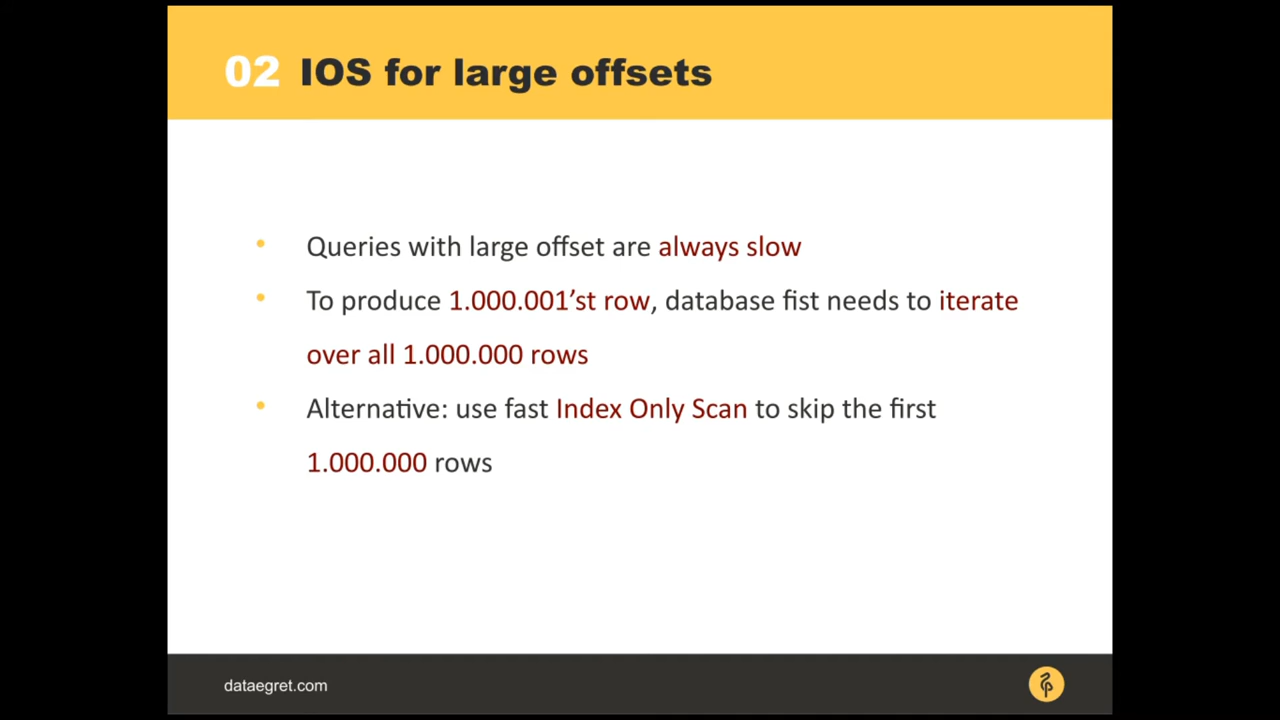 02 IOS for large offsets
• Queries with large offset are always slow
• To produce 1.000.001’st row, database fist needs to iterate
over all 1.000.000 rows
• Alternative: use fast Index Only Scan to skip the first
1.000.000 rows
dataegret.com